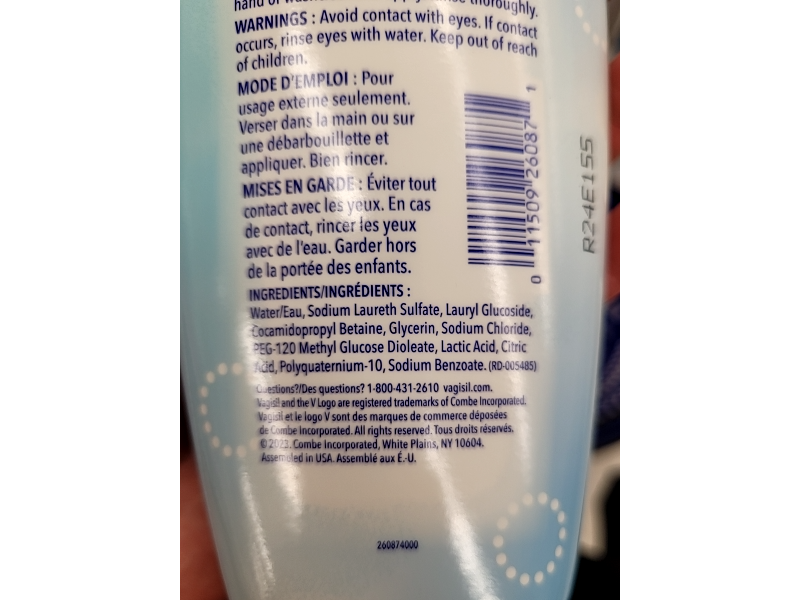 hand or thoroughly.
WARNINGS : Avoid contact with eyes. If contact
occurs, rinse eyes with water. Keep out of reach
of children.
MODE D'EMPLOI : Pour
usage externe seulement.
Verser dans la main ou sur
une débarbouillette et
appliquer. Bien rincer.
MISES EN GARDE : Éviter tout
contact avec les yeux. En cas
de contact, rincer les yeux
avec de l'eau. Garder hors
de la portée des enfants.
INGREDIENTS/INGRÉDIENTS :
Water/Eau, Sodium Laureth Sulfate, Lauryl Glucoside,
Cocamidopropyl Betaine, Glycerin, Sodium Chloride,
PEG-120 Methyl Glucose Dioleate, Lactic Acid, Citric
Acid, Polyquaternium-10, Sodium Benzoate. (RD-005485)
Questions?/Des questions? 1-800-431-2610 vagisil.com.
Vagisil and the V Logo are registered trademarks of Combe Incorporated.
Vagisil et le logo V sont des marques de commerce déposées
de Combe Incorporated. All rights reserved. Tous droits réservés.
©2023. Combe Incorporated, White Plains, NY 10604.
Assembled in USA. Assemblé aux É.-U.
260874000
0 11509 26087 1
R24E155